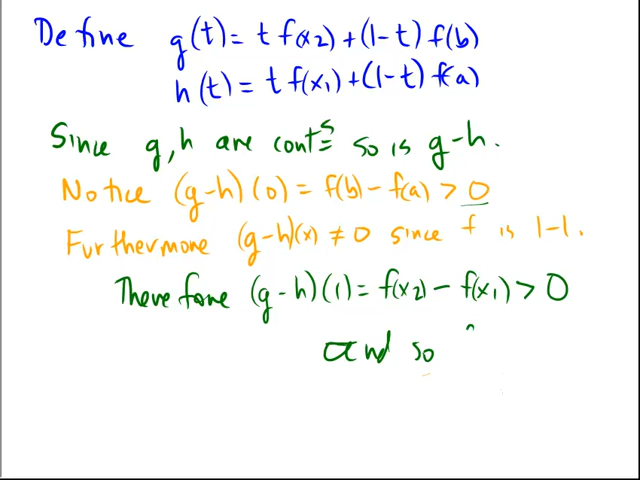 Define g(t) = t f(x2) + (1-t) f(b)
h(t) = t f(x1) + (1-t) f(a)
Since g, h are cont^s so is g-h.
Notice (g-h)(0) = f(b) - f(a) > 0
Furthermore (g-h)(x) ≠ 0 since f is 1-1.
Therefore (g-h)(1) = f(x2) - f(x1) > 0
and so